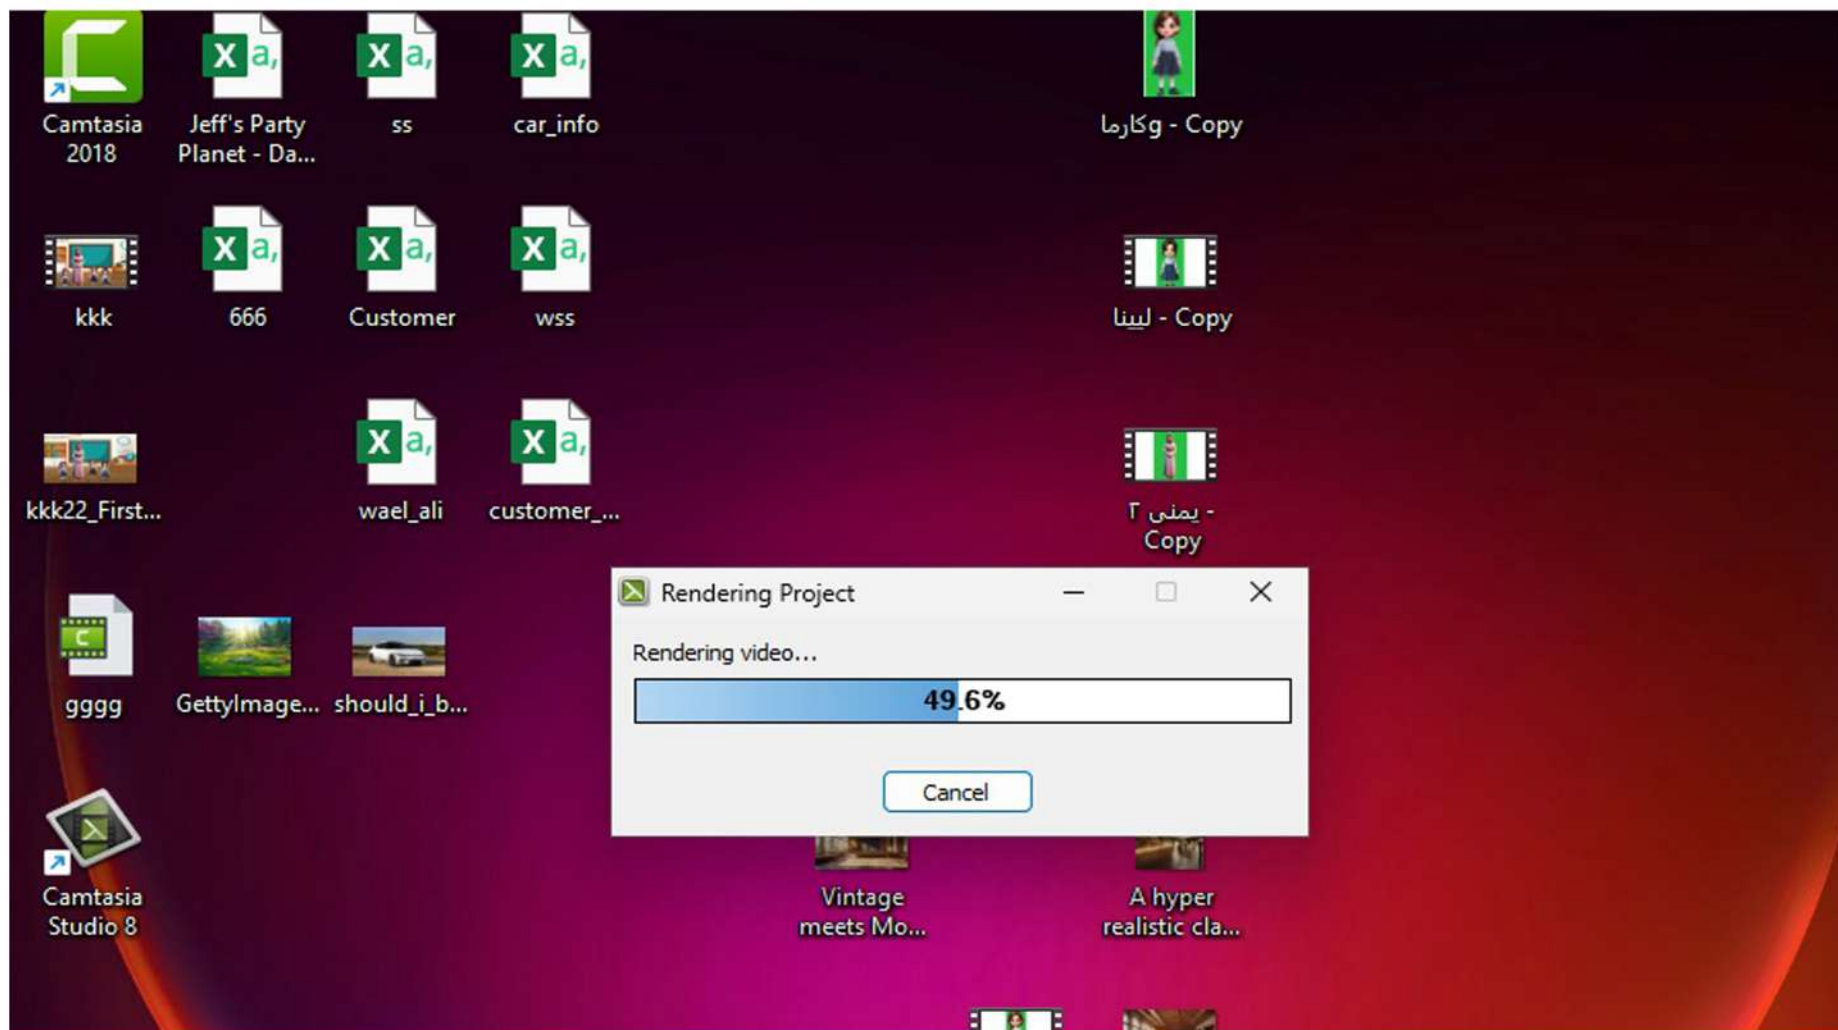 Camtasia
2018
Jeff's Party
Planet - Da...
ss
car_info
وكارما - Copy
kkk
666
Customer
wss
ليينا - Copy
kkk22_First...
wael_ali
customer_...
يمنى ٢ -
Copy
gggg
GettyImage...
should_i_b...
Rendering Project
Rendering video...
49.6%
Cancel
Camtasia
Studio 8
Vintage
meets Mo...
A hyper
realistic cla...